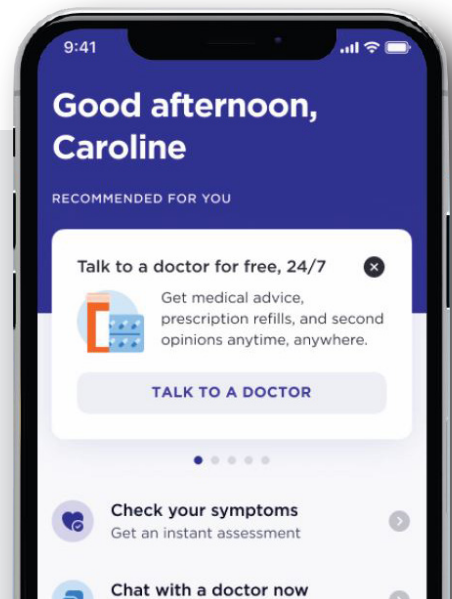 9:41
Good afternoon,
Caroline
RECOMMENDED FOR YOU
Talk to a doctor for free, 24/7
Get medical advice,
prescription refills, and second
opinions anytime, anywhere.
TALK TO A DOCTOR
Check your symptoms
Get an instant assessment
Chat with a doctor now